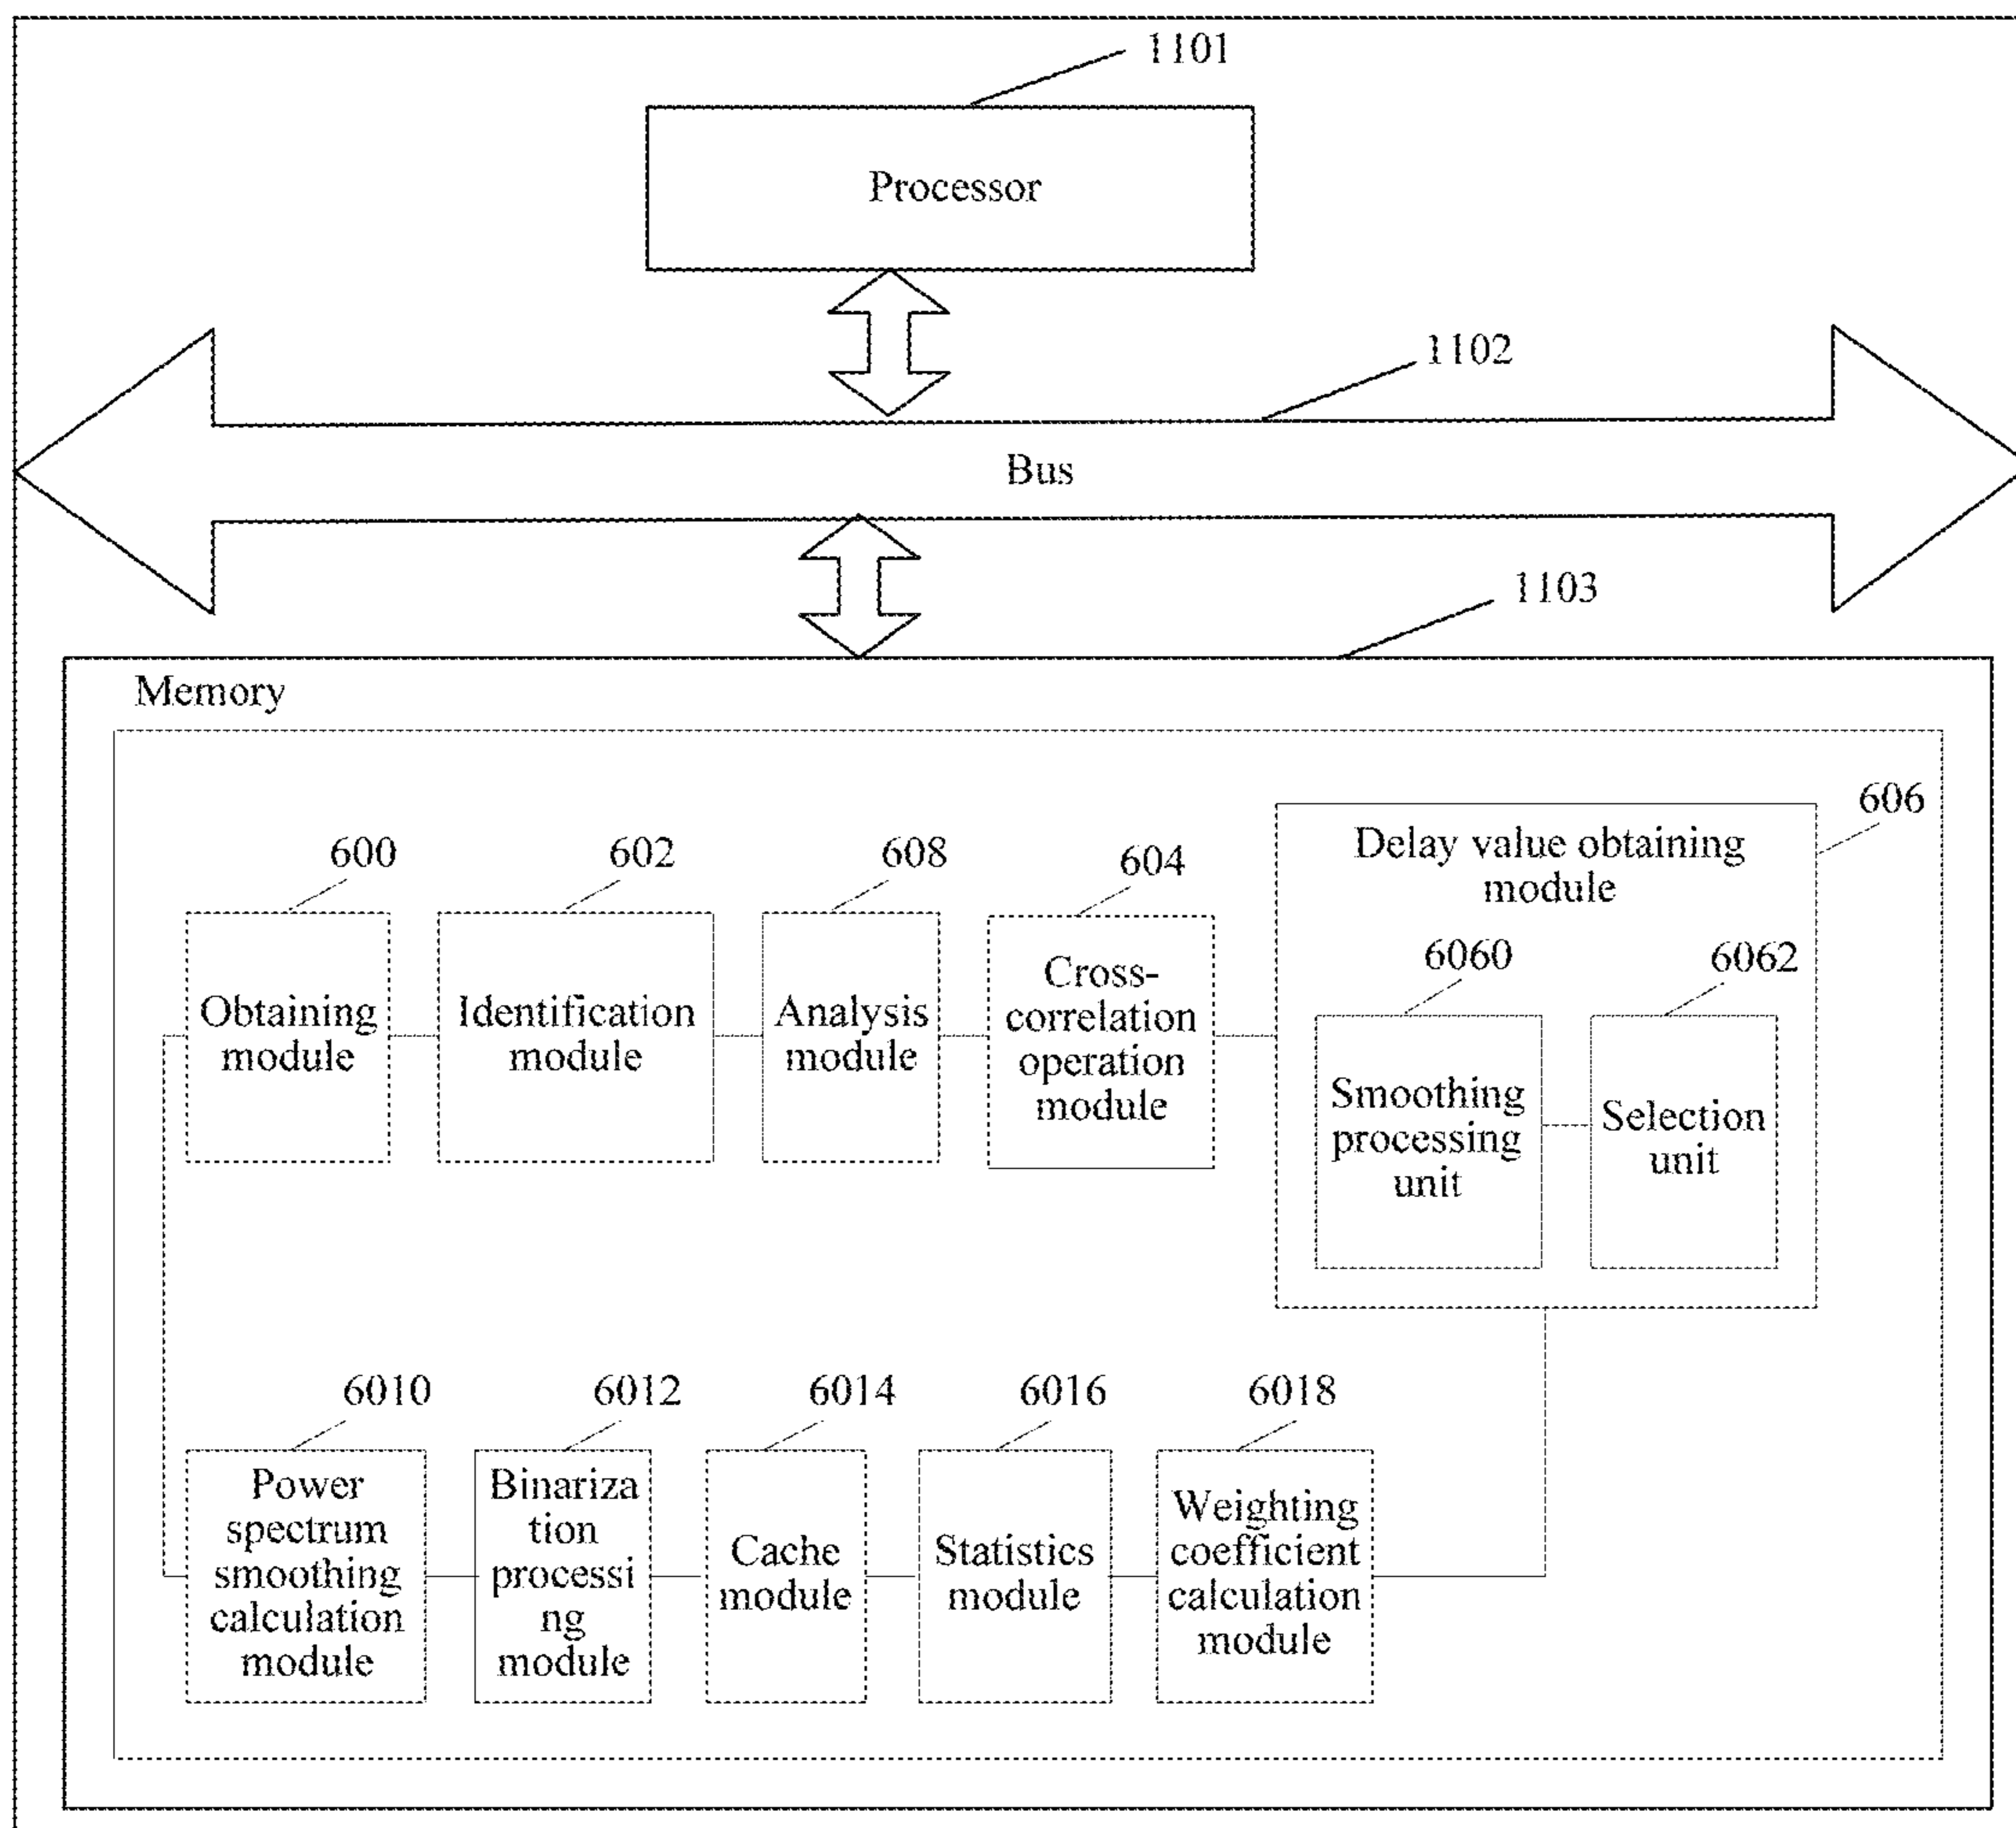 1101
Processor
1102
Bus
1103
Memory
606
Delay value obtaining
module
600
602
608
604
Obtaining
module
Identification
module
Analysis
module
Cross-
correlation
operation
module
6060
6062
Smoothing
processing
unit
Selection
unit
6010
6012
6014
6016
6018
Power
spectrum
smoothing
calculation
module
Binariza
tion
processi
ng
module
Cache
module
Statistics
module
Weighting
coefficient
calculation
module